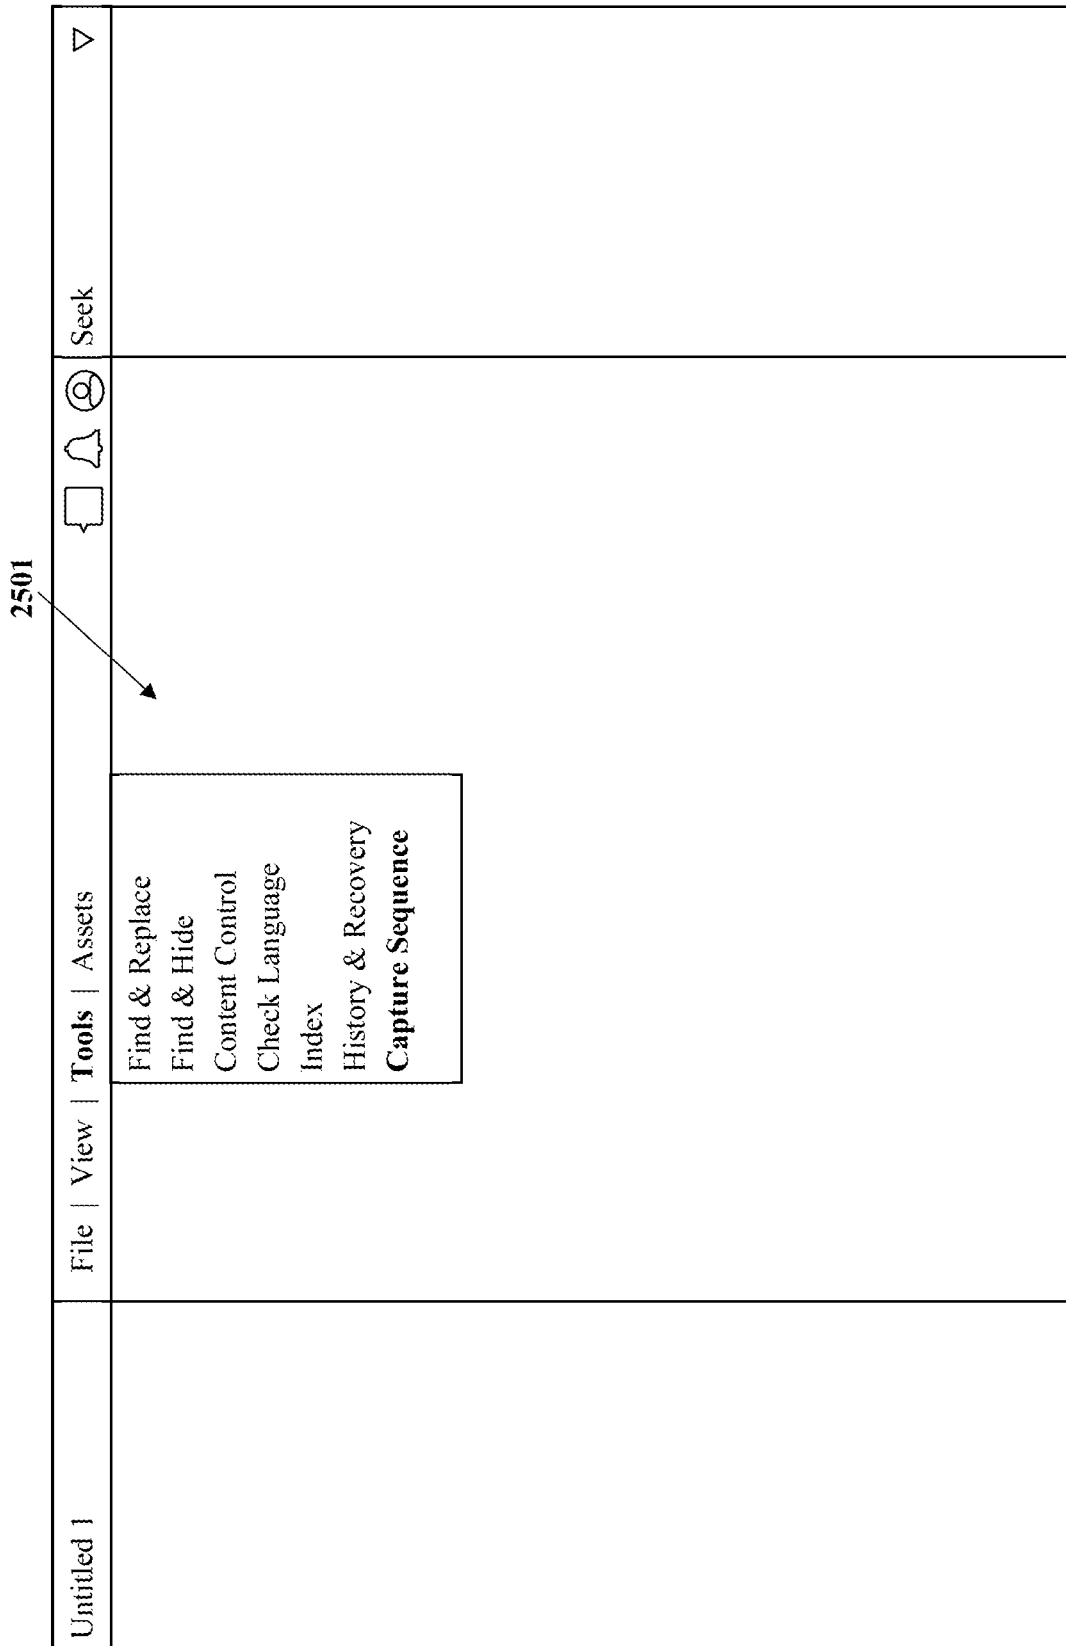 2501
Untitled 1
File | View | Tools | Assets
Seek
Find & Replace
Find & Hide
Content Control
Check Language
Index
History & Recovery
Capture Sequence